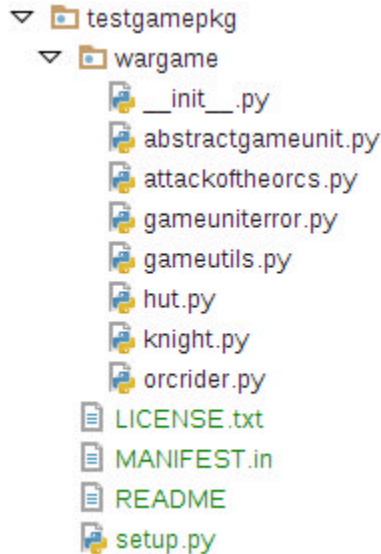 testgamepkg
wargame
__init__.py
abstractgameunit.py
attackoftheorcs.py
gameuniterror.py
gameutils.py
hut.py
knight.py
orcrider.py
LICENSE.txt
MANIFEST.in
README
setup.py